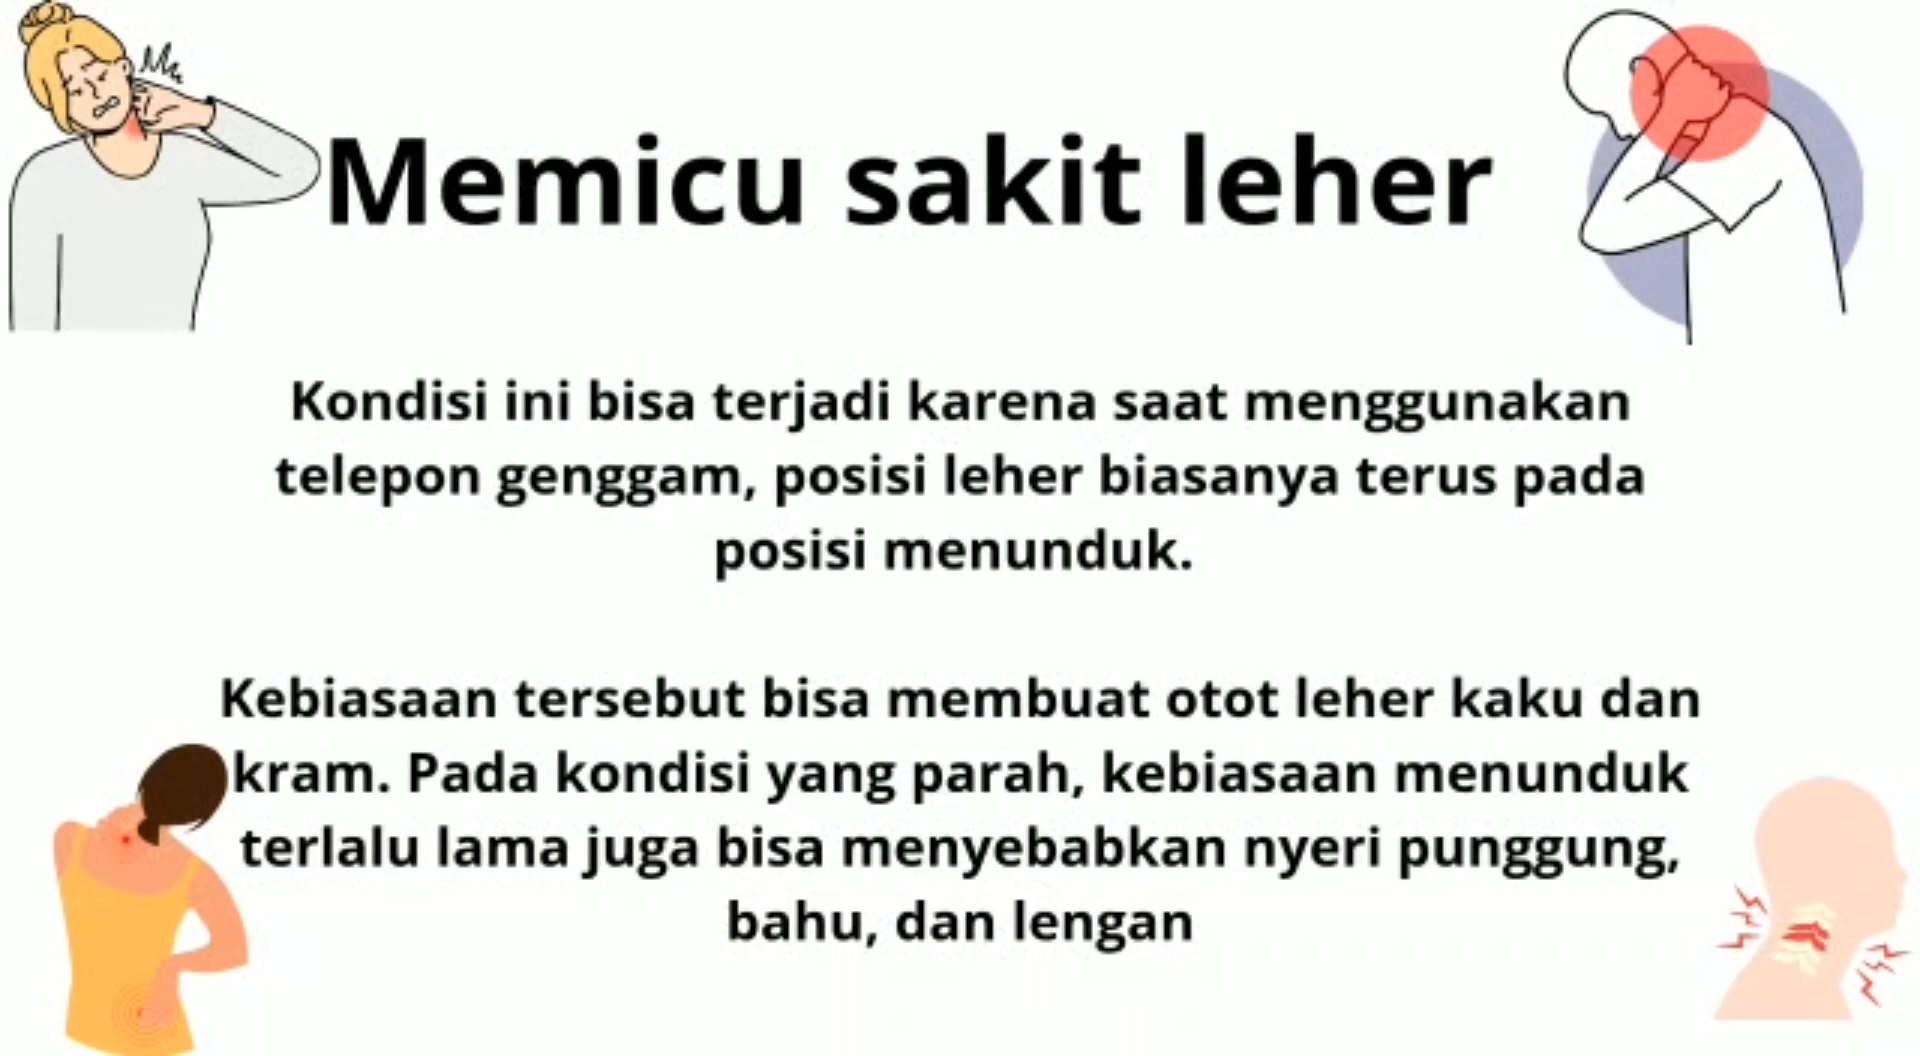 Memicu sakit leher
Kondisi ini bisa terjadi karena saat menggunakan
telepon genggam, posisi leher biasanya terus pada
posisi menunduk.
Kebiasaan tersebut bisa membuat otot leher kaku dan
kram. Pada kondisi yang parah, kebiasaan menunduk
terlalu lama juga bisa menyebabkan nyeri punggung,
bahu, dan lengan